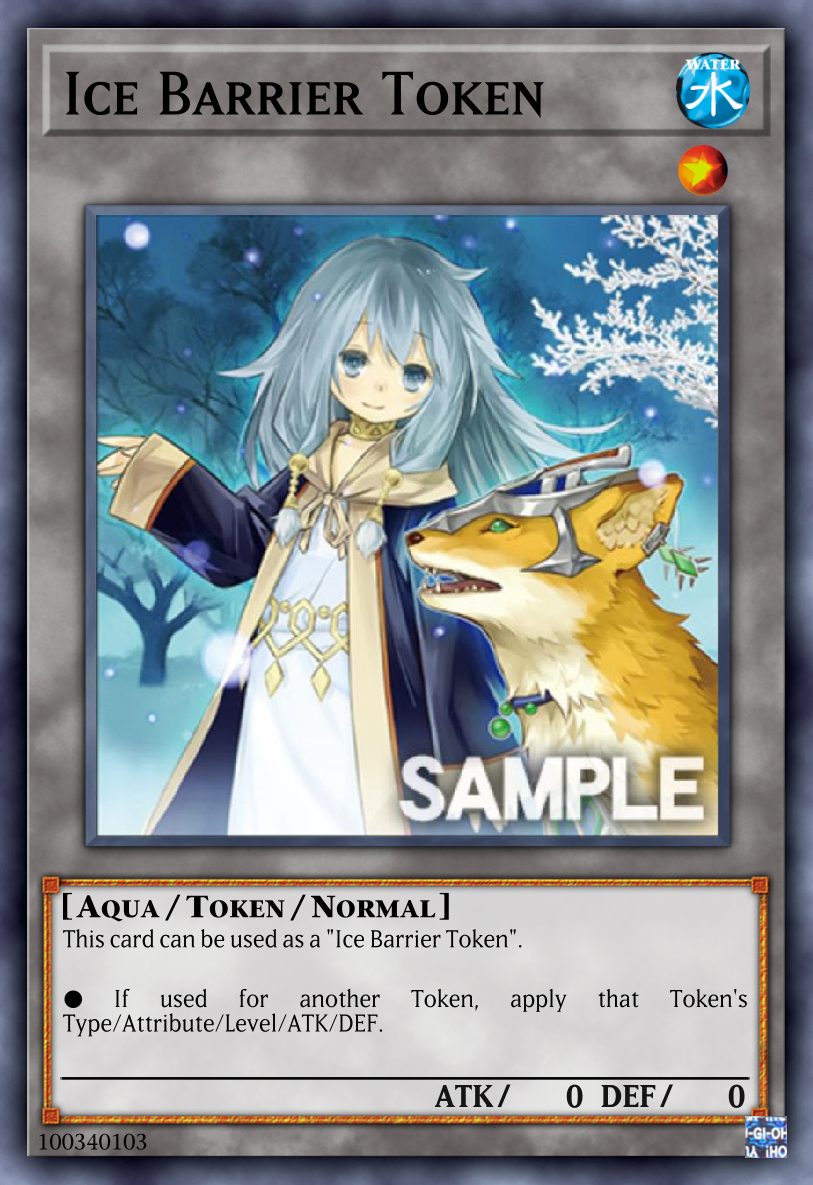 Ice Barrier Token
WATER
水
SAMPLE
[ Aqua / Token / Normal ]
This card can be used as a "Ice Barrier Token".
● If used for another Token, apply that Token's
Type/Attribute/Level/ATK/DEF.
ATK / 0 DEF / 0
100340103